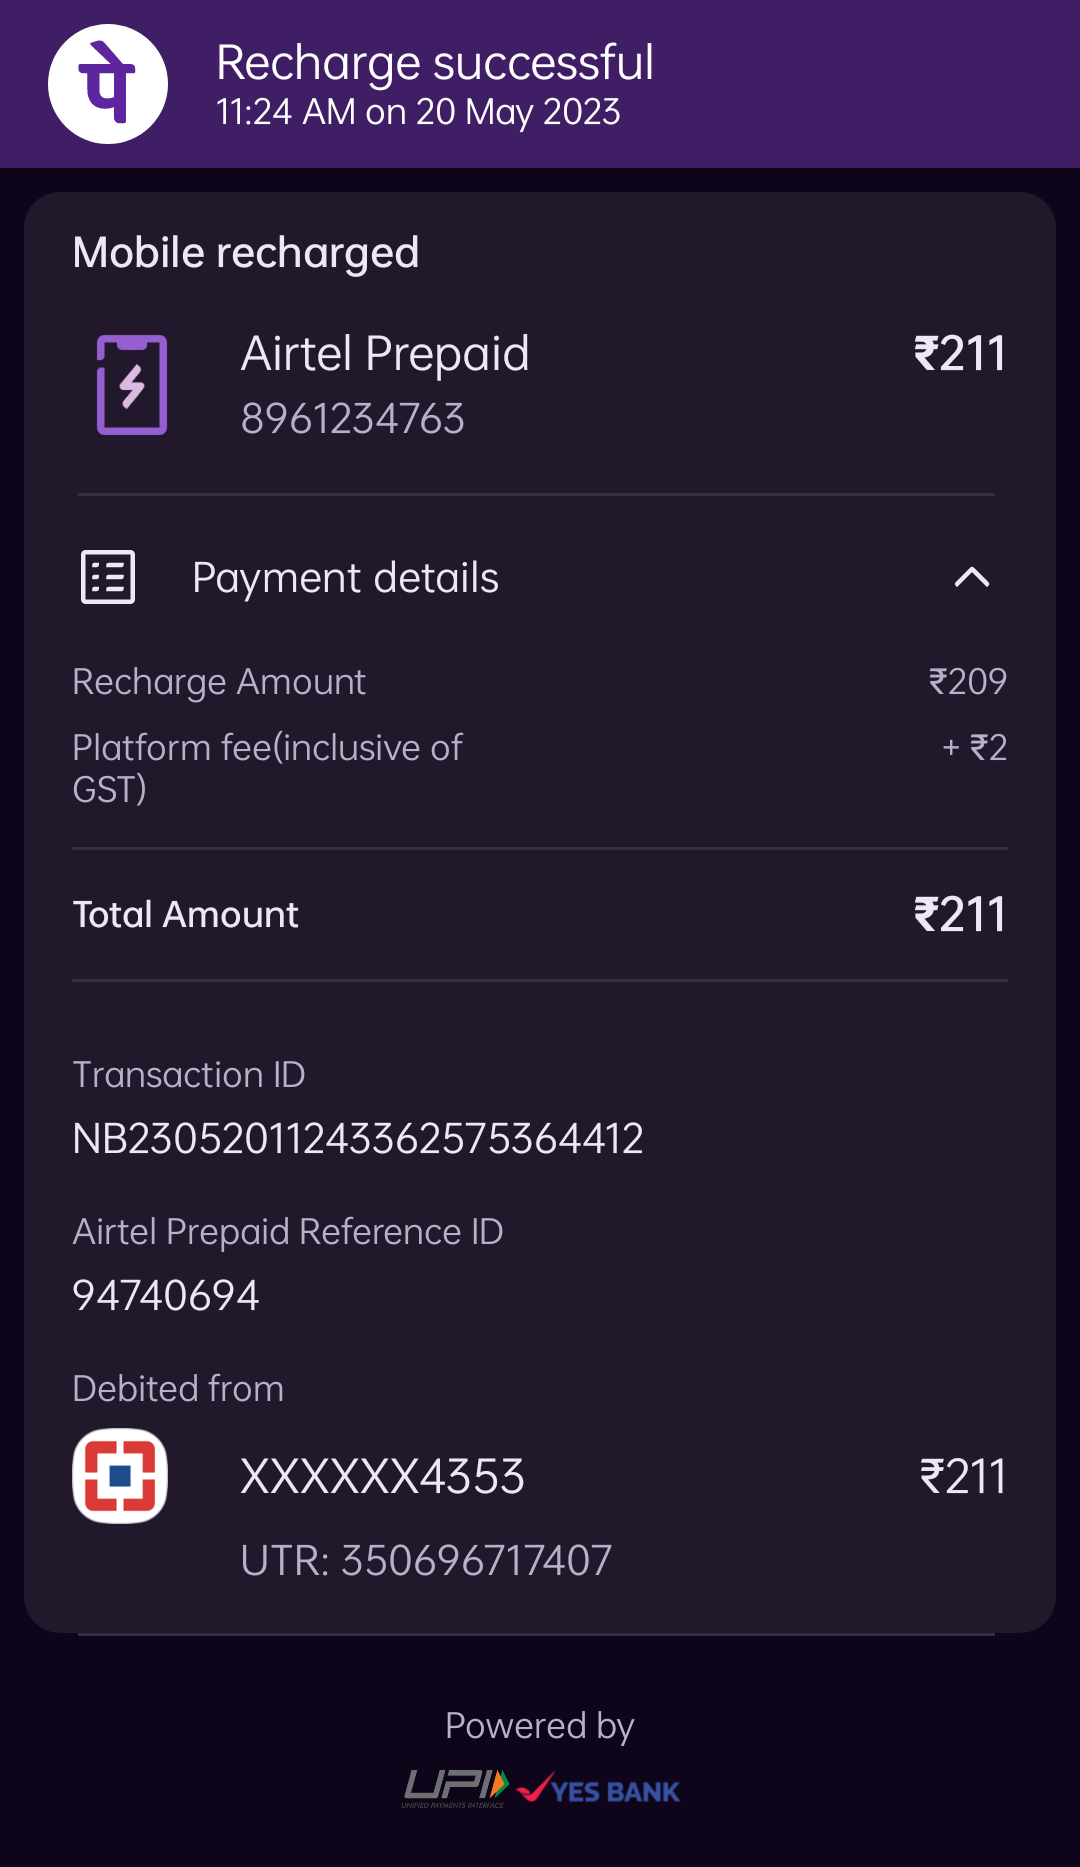 पे
Recharge successful
11:24 AM on 20 May 2023
Mobile recharged
Airtel Prepaid
₹211
8961234763
Payment details
Recharge Amount
₹209
Platform fee(inclusive of
+ ₹2
GST)
Total Amount
₹211
Transaction ID
NB23052011243362575364412
Airtel Prepaid Reference ID
94740694
Debited from
XXXXXX4353
₹211
UTR: 350696717407
Powered by
UPI
UNIFIED PAYMENTS INTERFACE
YES BANK